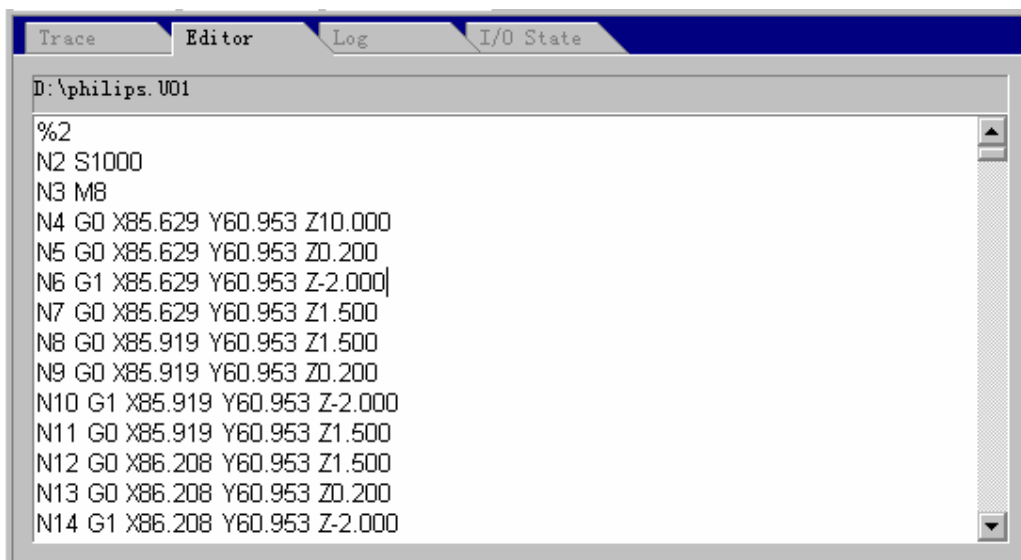 Trace Editor Log I/O State
D:\philips.U01
%2
N2 S1000
N3 M8
N4 G0 X85.629 Y60.953 Z10.000
N5 G0 X85.629 Y60.953 Z0.200
N6 G1 X85.629 Y60.953 Z-2.000
N7 G0 X85.629 Y60.953 Z1.500
N8 G0 X85.919 Y60.953 Z1.500
N9 G0 X85.919 Y60.953 Z0.200
N10 G1 X85.919 Y60.953 Z-2.000
N11 G0 X85.919 Y60.953 Z1.500
N12 G0 X86.208 Y60.953 Z1.500
N13 G0 X86.208 Y60.953 Z0.200
N14 G1 X86.208 Y60.953 Z-2.000